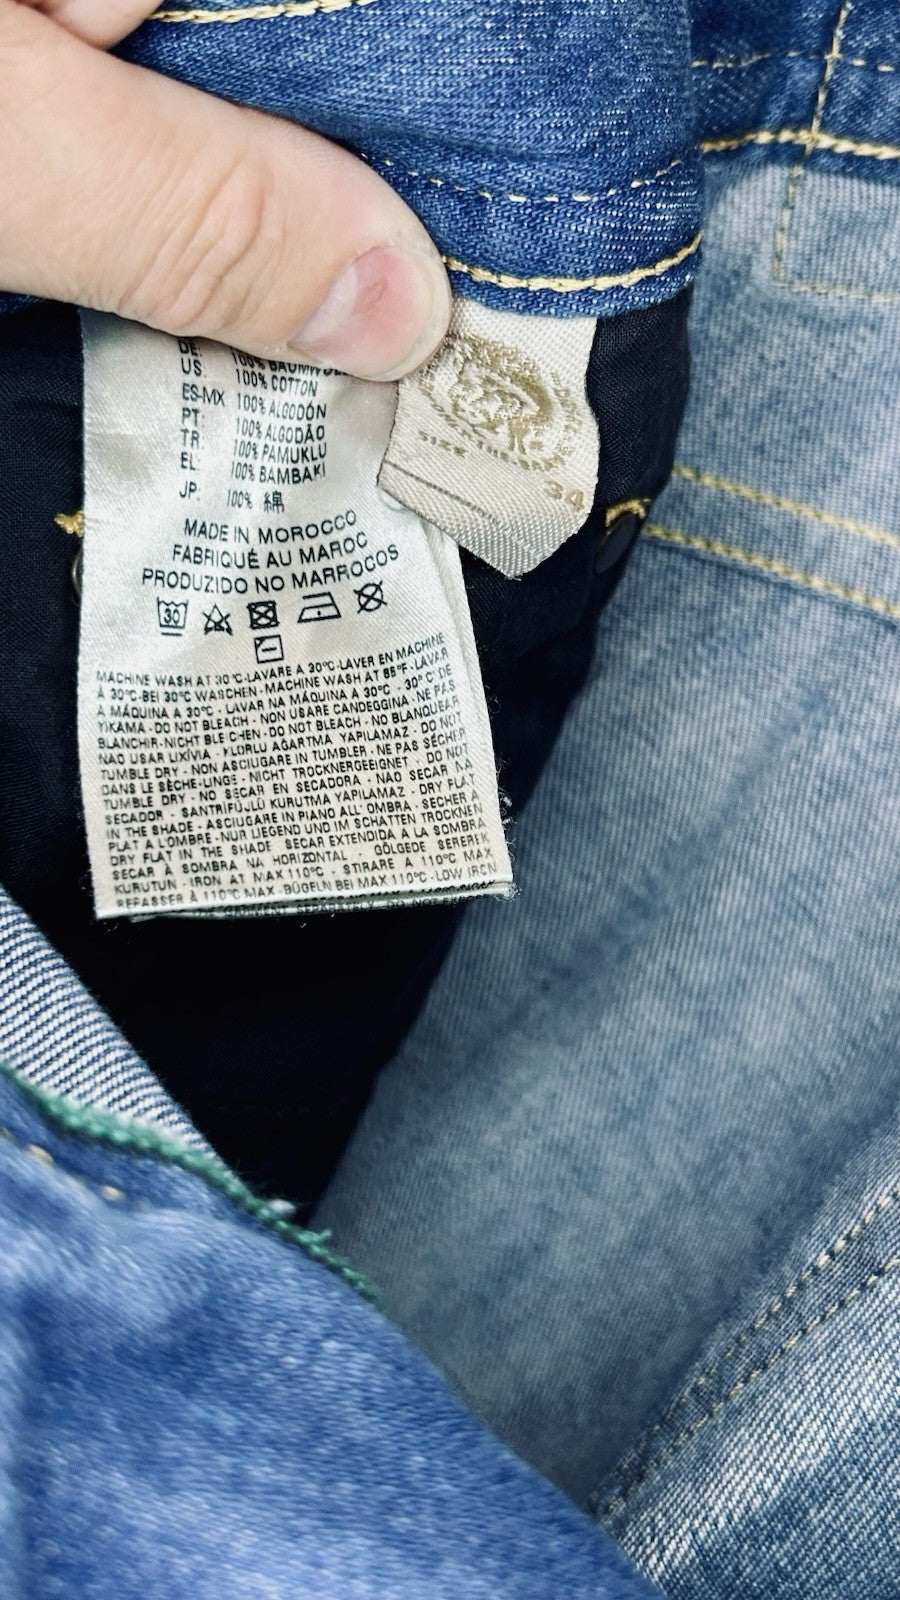 DE: 100% BAUMWOLLE
US: 100% COTTON
ES-MX 100% ALGODÓN
PT: 100% ALGODÃO
TR: 100% PAMUKLU
EL: 100% BAMBAKI
JP. 100% 綿
MADE IN MOROCCO
FABRIQUÉ AU MAROC
PRODUZIDO NO MARROCOS
30
MACHINE WASH AT 30°C·LAVARE A 30°C·LAVER EN MACHINE
À 30°C·BEI 30°C WASCHEN·MACHINE WASH AT 85°F·LAVAR
A MÁQUINA A 30°C · LAVAR NA MÁQUINA A 30°C · 30° C' DE
YIKAMA·DO NOT BLEACH·NON USARE CANDEGGINA·NE PAS
BLANCHIR·NICHT BLEICHEN·DO NOT BLEACH·NO BLANQUEAR
NAO USAR LIXÍVIA · KLORLU AĞARTMA YAPILAMAZ · DO NOT
TUMBLE DRY · NON ASCIUGARE IN TUMBLER · NE PAS SÉCHER
DANS LE SÈCHE-LINGE · NICHT TROCKNERGEEIGNET · DO NOT
TUMBLE DRY · NO SECAR EN SECADORA · NAO SECAR NA
SECADOR · SANTRİFÜJLÜ KURUTMA YAPILAMAZ · DRY FLAT
IN THE SHADE · ASCIUGARE IN PIANO ALL' OMBRA · SECHER A
PLAT A L'OMBRE·NUR LIEGEND UND IM SCHATTEN TROCKNEN
DRY FLAT IN THE SHADE SECAR EXTENDIDA A LA SOMBRA
SECAR À SOMBRA NA HORIZONTAL · GÖLGEDE SEREREK
KURUTUN · IRON AT MAX 110°C · STIRARE A 110°C MAX
REPASSER À 110°C MAX·BÜGELN BEI MAX 110°C·LOW IRON
SIZE
34